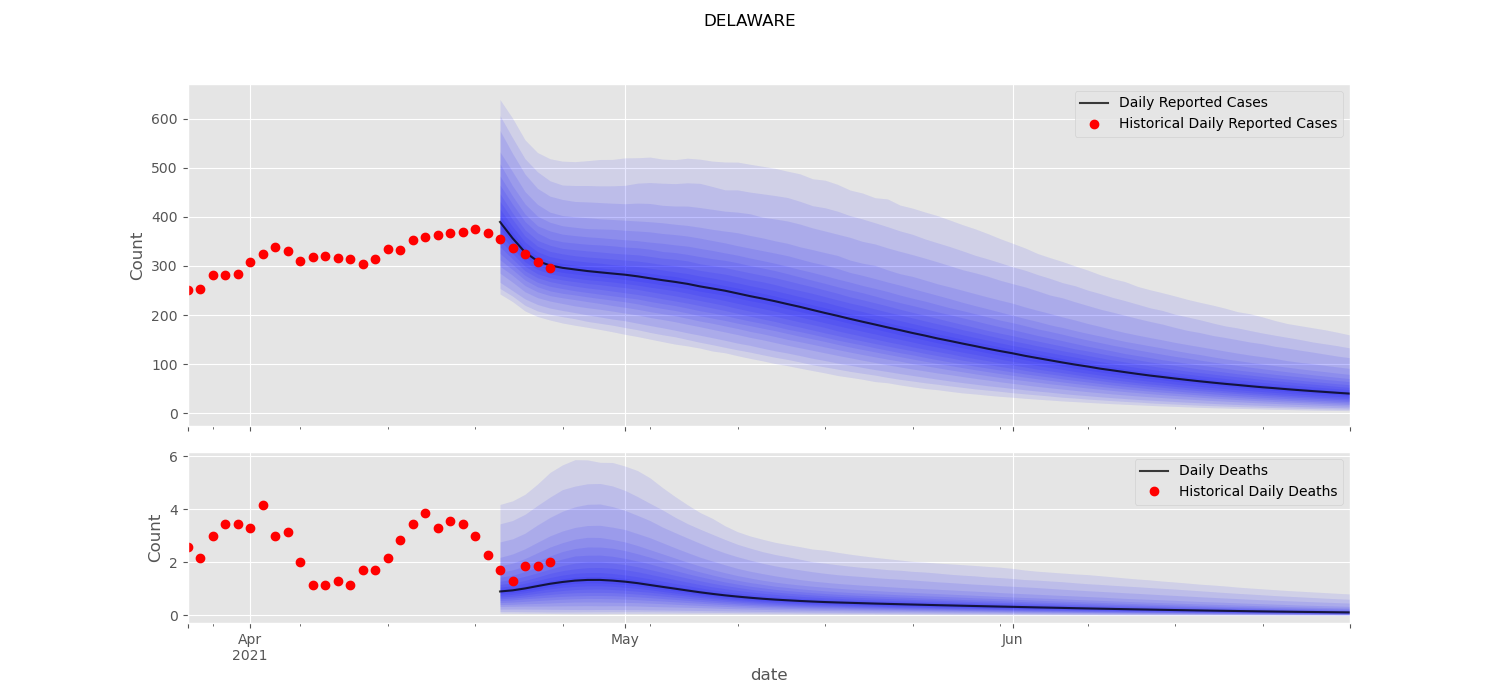 DELAWARE
600
500
400
300
200
100
0
Count
Daily Reported Cases
Historical Daily Reported Cases
6
4
2
0
Count
Daily Deaths
Historical Daily Deaths
Apr
2021
May
Jun
date